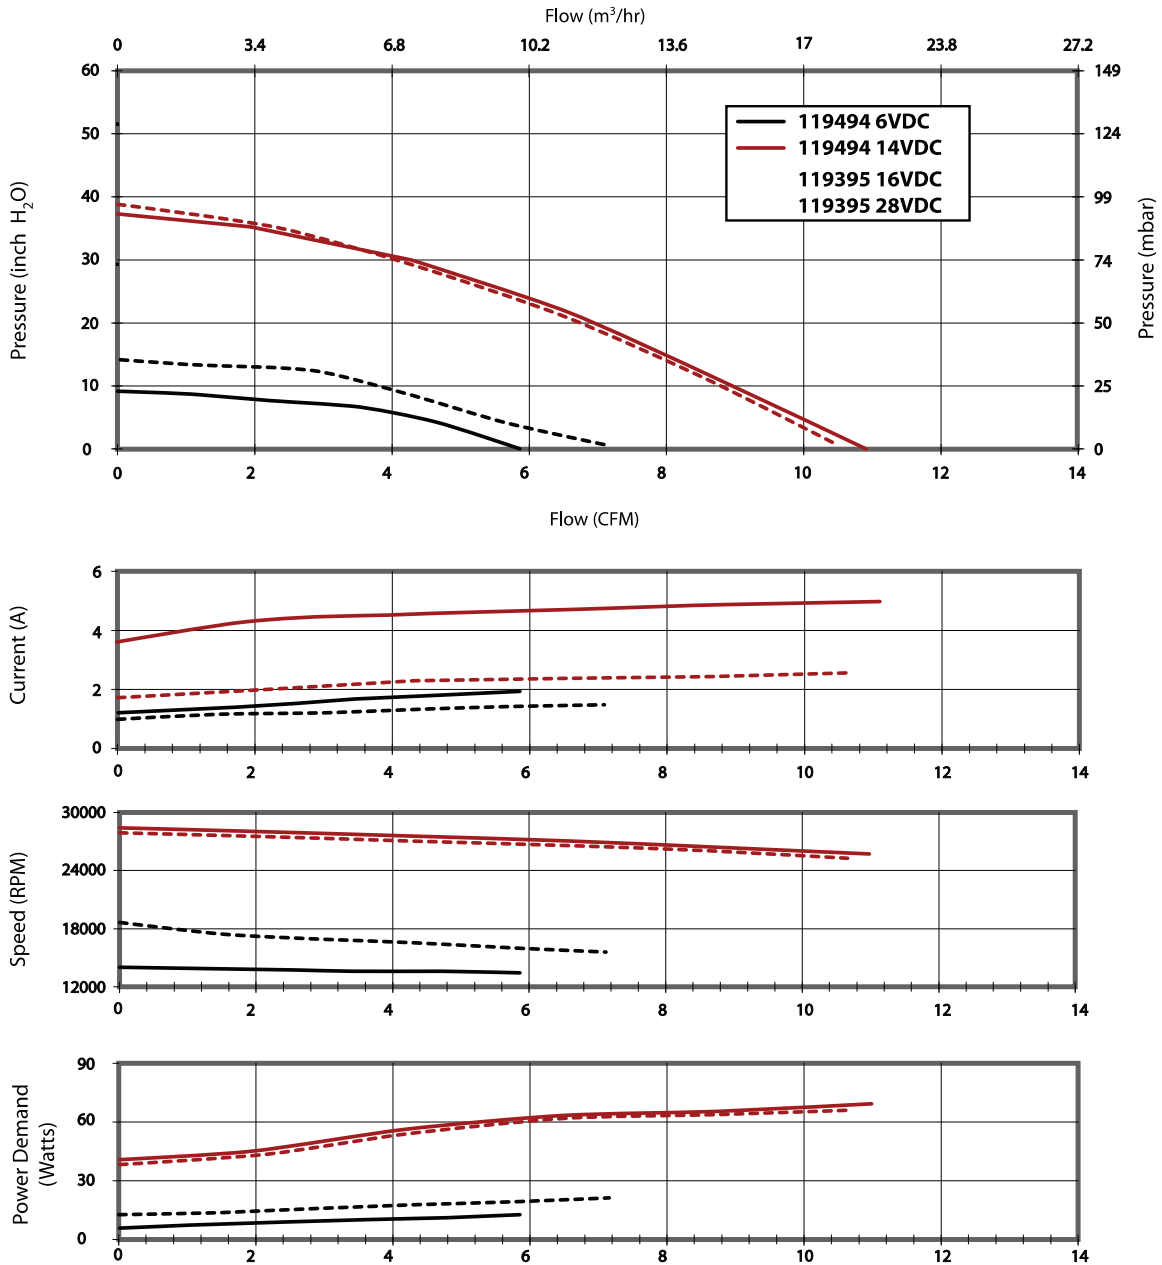 Flow (m³/hr)
0 3.4 6.8 10.2 13.6 17 23.8 27.2
60 149
50 124
40 99
30 74
20 50
10 25
0 0
Pressure (inch H₂O)
Pressure (mbar)
119494 6VDC
119494 14VDC
119395 16VDC
119395 28VDC
0 2 4 6 8 10 12 14
Flow (CFM)
Current (A)
6
4
2
0
0 2 4 6 8 10 12 14
Speed (RPM)
30000
24000
18000
12000
0 2 4 6 8 10 12 14
Power Demand
(Watts)
90
60
30
0
0 2 4 6 8 10 12 14